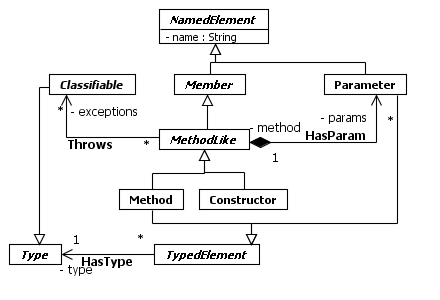 NamedElement
- name : String
Classifiable
Member
Parameter
* - exceptions
- params *
Throws * MethodLike - method HasParam
1
Method Constructor
1 *
Type HasType TypedElement
- type